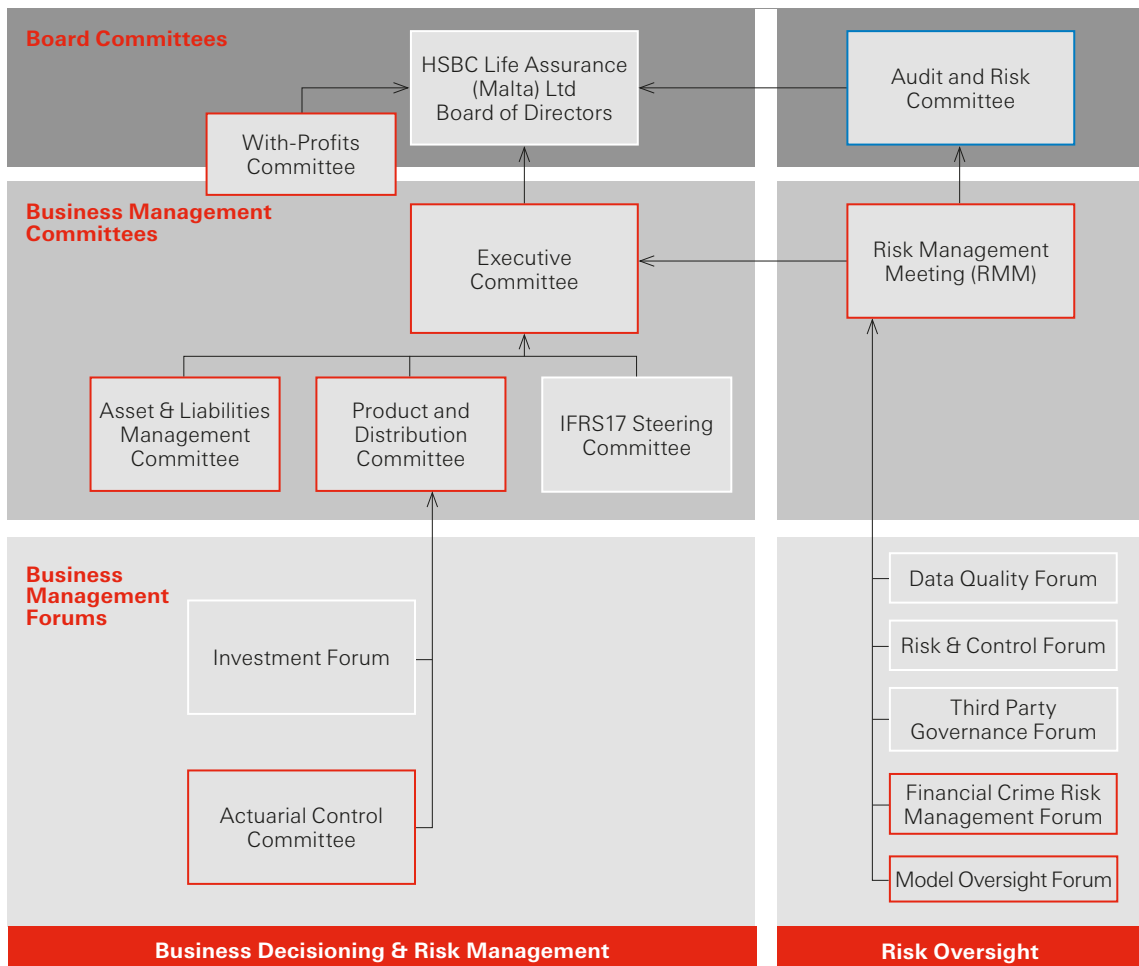 Board Committees
HSBC Life Assurance
(Malta) Ltd
Board of Directors
Audit and Risk
Committee
With-Profits
Committee
Business Management
Committees
Executive
Committee
Risk Management
Meeting (RMM)
Asset & Liabilities
Management
Committee
Product and
Distribution
Committee
IFRS17 Steering
Committee
Business
Management
Forums
Investment Forum
Actuarial Control
Committee
Data Quality Forum
Risk & Control Forum
Third Party
Governance Forum
Financial Crime Risk
Management Forum
Model Oversight Forum
Business Decisioning & Risk Management
Risk Oversight